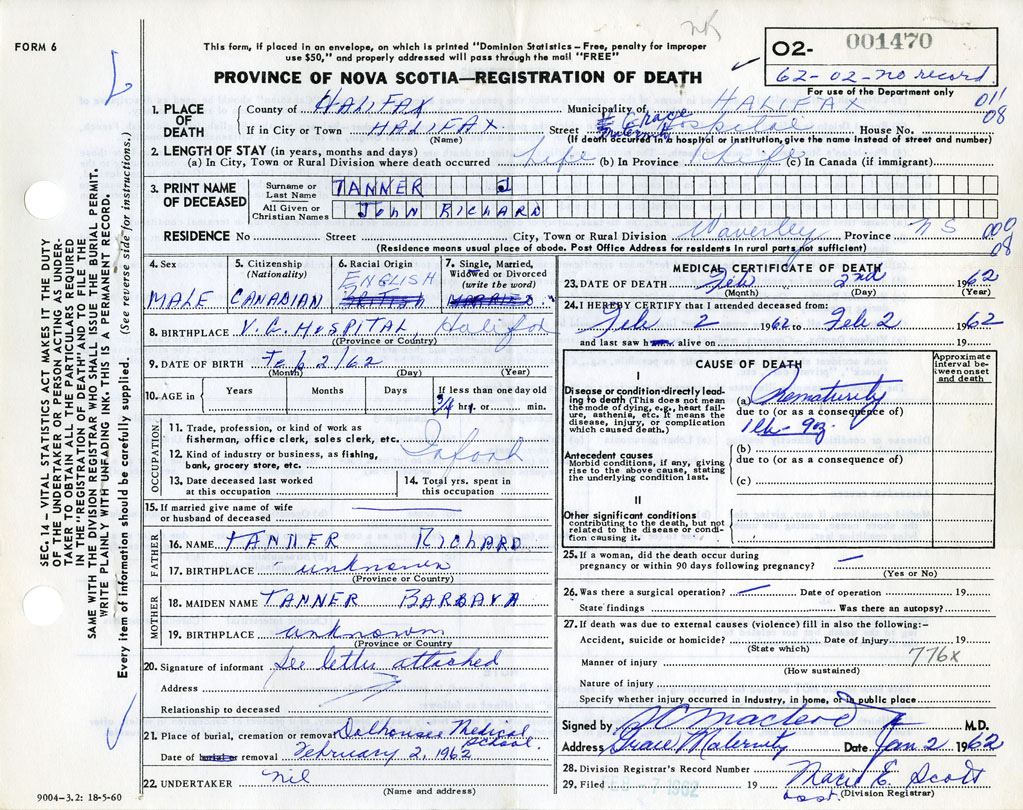 FORM 6
This form, if placed in an envelope, on which is printed "Dominion Statistics – Free, penalty for improper
use $50," and properly addressed will pass through the mail "FREE"
PROVINCE OF NOVA SCOTIA—REGISTRATION OF DEATH
O2- 001470
62-02-no record
For use of the Department only
011
08
1. PLACE OF DEATH
County of HALIFAX Municipality of HALIFAX
If in City or Town HALIFAX Street Grace Maternity Hospital House No.
(Name) (If death occurred in a hospital or institution, give the name instead of street and number)
2. LENGTH OF STAY (in years, months and days)
(a) In City, Town or Rural Division where death occurred life (b) In Province life (c) In Canada (if immigrant)
3. PRINT NAME OF DECEASED
Surname or Last Name TANNER
All Given or Christian Names JOHN RICHARD
RESIDENCE No Street City, Town or Rural Division Waverley Province NS
000
08
(Residence means usual place of abode. Post Office Address for residents in rural parts not sufficient)
4. Sex MALE
5. Citizenship (Nationality) CANADIAN
6. Racial Origin ENGLISH
7. Single, Married, Widowed or Divorced (write the word)
8. BIRTHPLACE V.G. HOSPITAL, Halifax
(Province or Country)
9. DATE OF BIRTH Feb 2/62
(Month) (Day) (Year)
10. AGE in Years Months Days If less than one day old
3/4 hrs. or min.
OCCUPATION
11. Trade, profession, or kind of work as
fisherman, office clerk, sales clerk, etc.
12. Kind of industry or business, as fishing,
bank, grocery store, etc.
13. Date deceased last worked
at this occupation
14. Total yrs. spent in
this occupation
15. If married give name of wife
or husband of deceased
FATHER
16. NAME TANNER RICHARD
17. BIRTHPLACE unknown
(Province or Country)
MOTHER
18. MAIDEN NAME TANNER BARBARA
19. BIRTHPLACE unknown
(Province or Country)
20. Signature of informant See letter attached
Address
Relationship to deceased
21. Place of burial, cremation or removal Dalhousie Medical School.
Date of burial or removal February 2, 1962
22. UNDERTAKER nil
(Name and address)
9004-3.2: 18-5-60
MEDICAL CERTIFICATE OF DEATH
23. DATE OF DEATH Feb 2nd 1962
(Month) (Day) (Year)
24. I HEREBY CERTIFY that I attended deceased from:
Feb 2 1962 to Feb 2 1962
and last saw h alive on 19
CAUSE OF DEATH
Approximate interval between onset and death
I
Disease or condition directly leading to death (This does not mean the mode of dying, e.g., heart failure, asthenia, etc. It means the disease, injury, or complication which caused death.)
(a) Prematurity
due to (or as a consequence of)
1 lb - 9oz.
Antecedent causes
Morbid conditions, if any, giving rise to the above cause, stating the underlying condition last.
(b)
due to (or as a consequence of)
(c)
II
Other significant conditions
contributing to the death, but not related to the disease or condition causing it.
25. If a woman, did the death occur during
pregnancy or within 90 days following pregnancy? —
(Yes or No)
26. Was there a surgical operation? — Date of operation 19
State findings Was there an autopsy?
27. If death was due to external causes (violence) fill in also the following:–
Accident, suicide or homicide? Date of injury 19
(State which)
776x
Manner of injury
(How sustained)
Nature of injury
Specify whether injury occurred in industry, in home, or in public place
Signed by M.D.
Address Grace Maternity Date Jan 2 1962
28. Division Registrar's Record Number
29. Filed 7 1962 19 E. Scott
asst. (Division Registrar)
SEC. 14 – VITAL STATISTICS ACT, MAKES IT THE DUTY
OF THE UNDERTAKER OR PERSON ACTING AS UNDER-
TAKER TO OBTAIN ALL THE PARTICULARS REQUIRED
IN THE "REGISTRATION OF DEATH" AND TO FILE THE
SAME WITH THE DIVISION REGISTRAR WHO SHALL ISSUE THE BURIAL PERMIT.
WRITE PLAINLY WITH UNFADING INK. THIS IS A PERMANENT RECORD.
Every item of information should be carefully supplied. (See reverse side for instructions.)